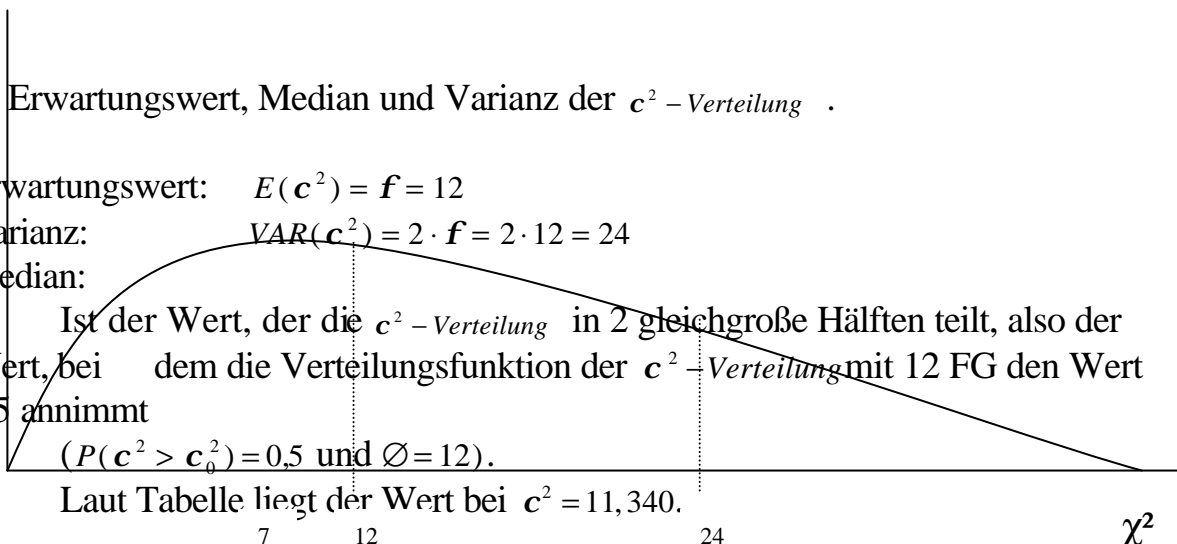 Erwartungswert, Median und Varianz der c² – Verteilung .
rwartungswert: E(c²) = f = 12
arianz: VAR(c²) = 2 · f = 2 · 12 = 24
edian:
Ist der Wert, der die c² – Verteilung in 2 gleichgroße Hälften teilt, also der
ert, bei dem die Verteilungsfunktion der c² – Verteilung mit 12 FG den Wert
5 annimmt
(P(c² > c₀²) = 0,5 und ∅ = 12).
Laut Tabelle liegt der Wert bei c² = 11,340.
7 12 24 χ²